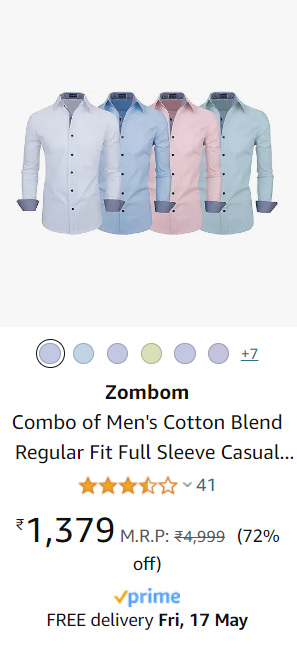 +7
Zombom
Combo of Men's Cotton Blend
Regular Fit Full Sleeve Casual...
41
₹1,379 M.R.P: ₹4,999 (72%
off)
prime
FREE delivery Fri, 17 May